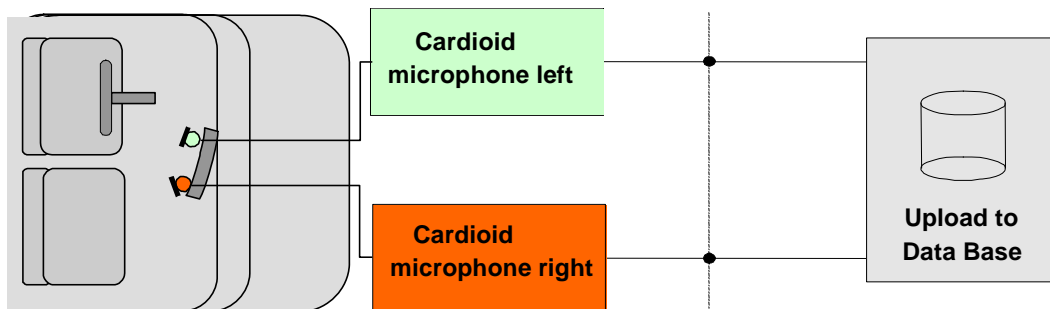 Cardioid
microphone left
Cardioid
microphone right
Upload to
Data Base